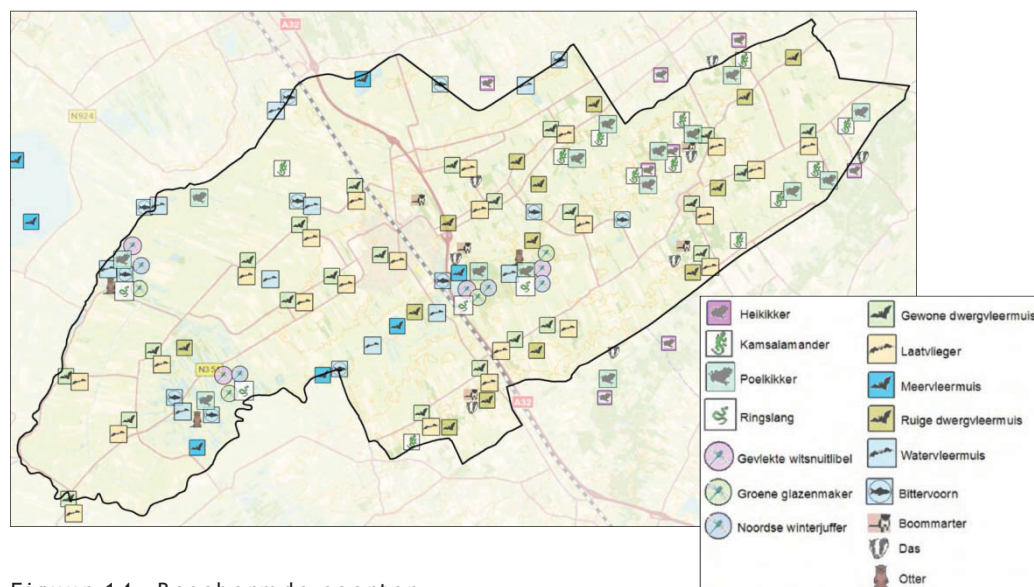 A32
N924
N351
A32
Heikikker
Kamsalamander
Poelkikker
Ringslang
Gevlekte witsnuitlibel
Groene glazenmaker
Noordse winterjuffer
Gewone dwergvleermuis
Laatvlieger
Meervleermuis
Ruige dwergvleermuis
Watervleermuis
Bittervoorn
Boommarter
Das
Otter